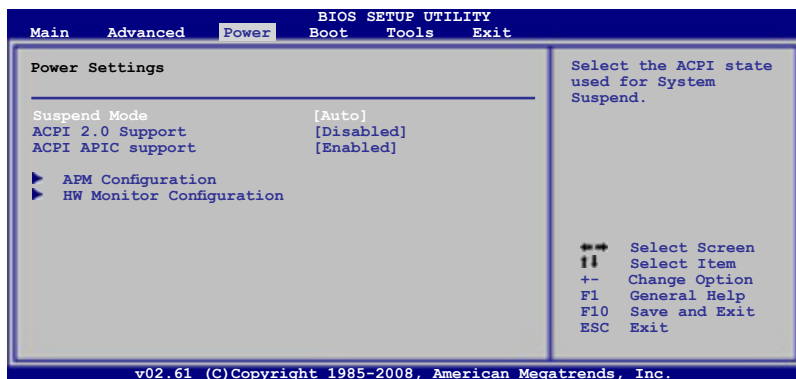 BIOS SETUP UTILITY
Main Advanced Power Boot Tools Exit
Power Settings
Suspend Mode [Auto]
ACPI 2.0 Support [Disabled]
ACPI APIC support [Enabled]
APM Configuration
HW Monitor Configuration
Select the ACPI state
used for System
Suspend.
Select Screen
Select Item
+- Change Option
F1 General Help
F10 Save and Exit
ESC Exit
v02.61 (C)Copyright 1985-2008, American Megatrends, Inc.